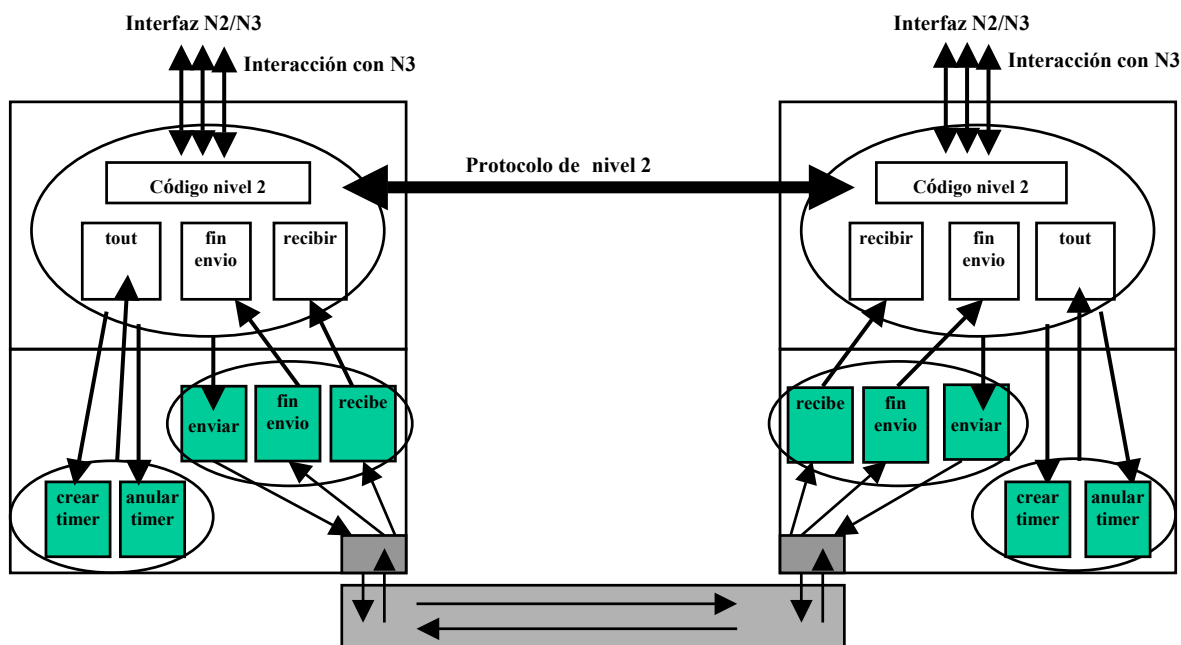 Interfaz N2/N3
Interacción con N3
Código nivel 2
tout
fin
envio
recibir
enviar
fin
envio
recibe
crear
timer
anular
timer
Protocolo de nivel 2
Interfaz N2/N3
Interacción con N3
Código nivel 2
recibir
fin
envio
tout
recibe
fin
envio
enviar
crear
timer
anular
timer